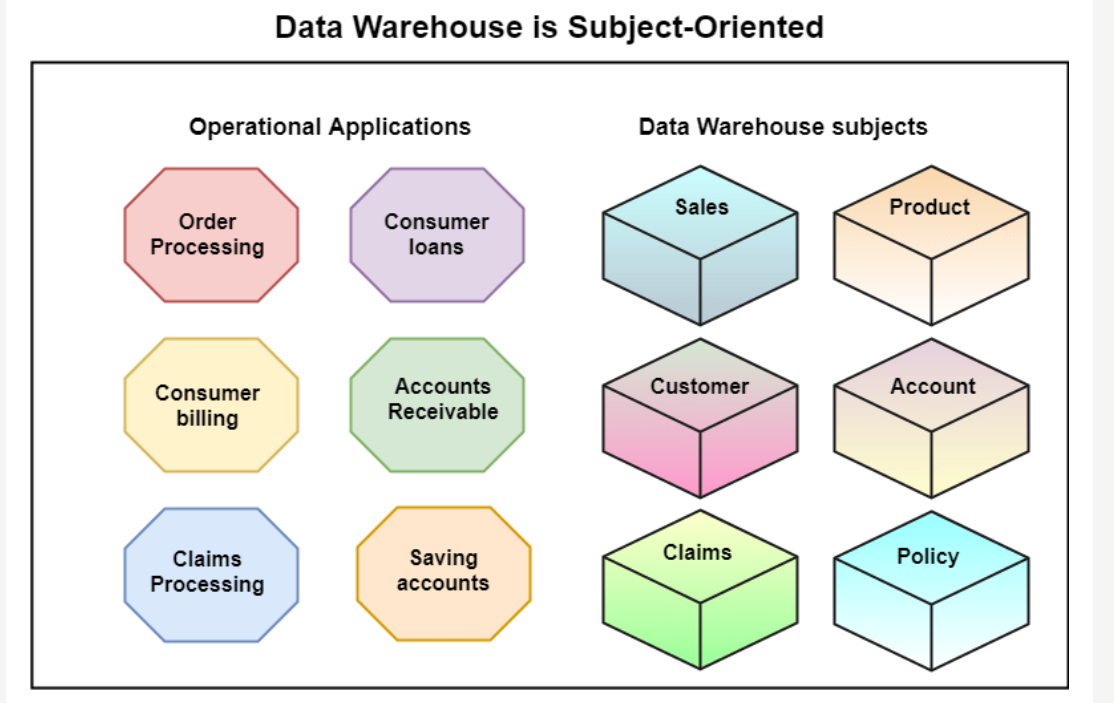 Data Warehouse is Subject-Oriented
Operational Applications
Data Warehouse subjects
Order
Processing
Consumer
loans
Sales
Product
Consumer
billing
Accounts
Receivable
Customer
Account
Claims
Processing
Saving
accounts
Claims
Policy